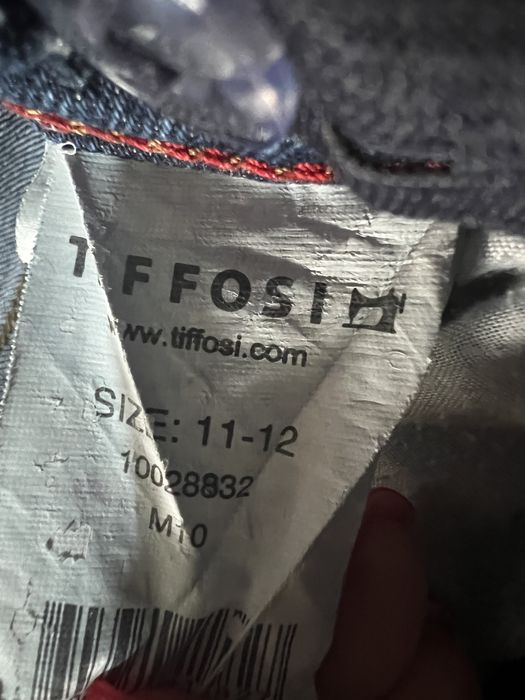 TIFFOSI
www.tiffosi.com
SIZE: 11-12
10028832
M10